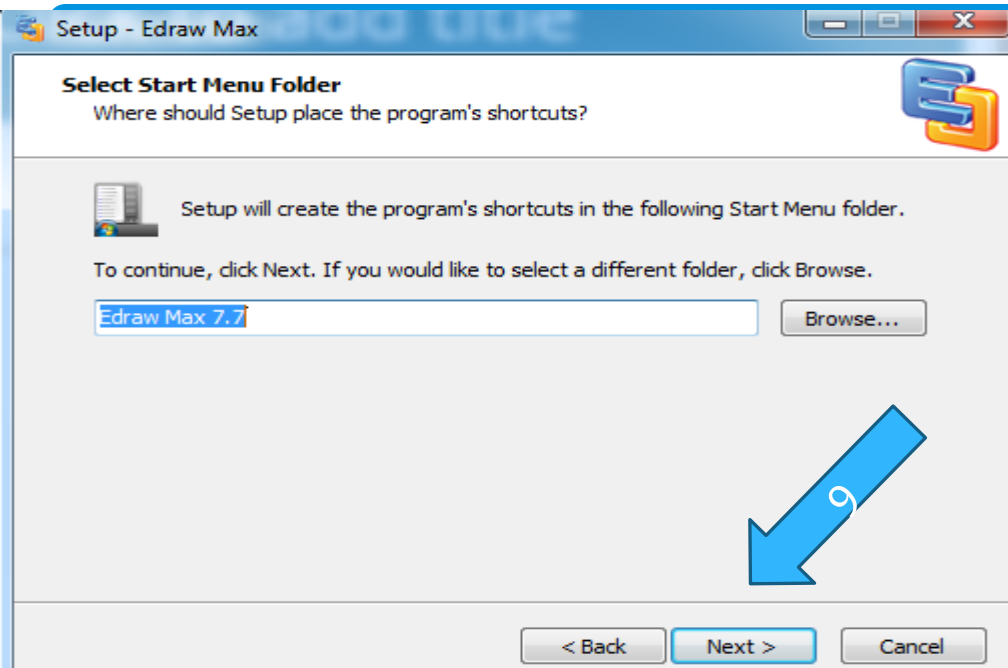 add title
Setup - Edraw Max
Select Start Menu Folder
Where should Setup place the program's shortcuts?
Setup will create the program's shortcuts in the following Start Menu folder.
To continue, click Next. If you would like to select a different folder, click Browse.
Edraw Max 7.7
Browse...
< Back
Next >
Cancel